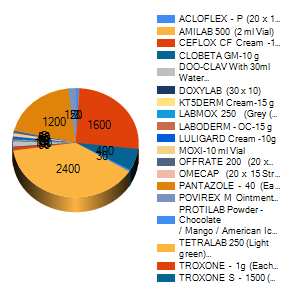 ACLOFLEX - P (20 x 1...
AMILAB 500 (2 ml Vial)
CEFLOX CF Cream -1...
CLOBETA GM-10 g
DOO-CLAV With 30ml
Water...
DOXYLAB (30 x 10)
KT5DERM Cream-15 g
LABMOX 250 (Grey (...
LABODERM - OC-15 g
LULIGARD Cream -10g
MOXI-10 ml Vial
OFFRATE 200 (20 x...
OMECAP (20 x 15 Str...
PANTAZOLE - 40 (Ea...
POVIREX M Ointment...
PROTILAB Powder -
Chocolate
/ Mango / American Ic...
TETRALAB 250 (Light
green)...
TROXONE - 1g (Each...
TROXONE S - 1500 (...
1200
1600
400
30
2400